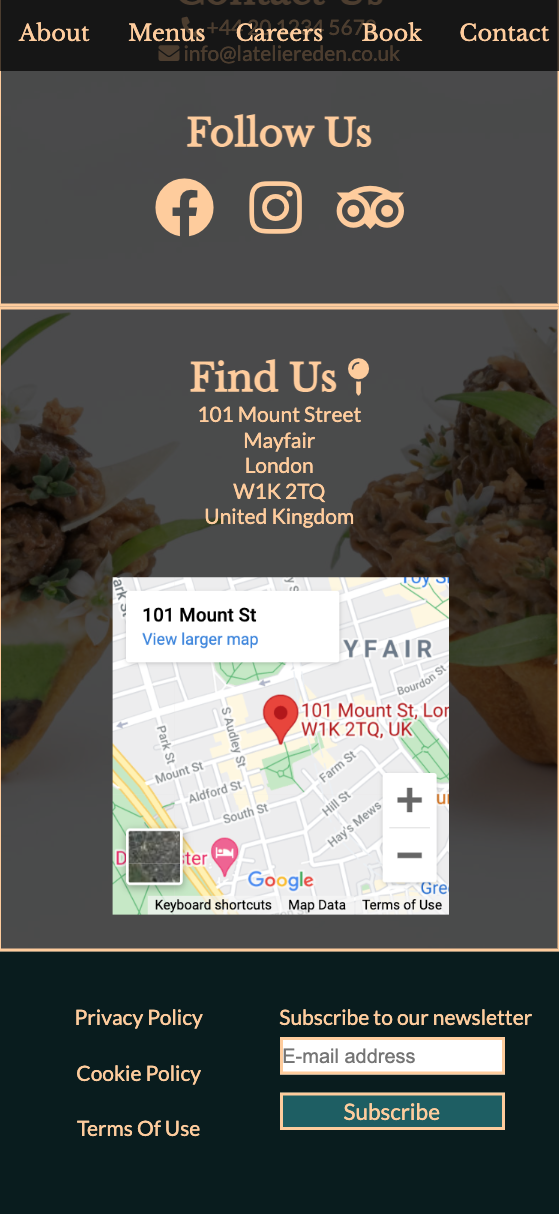 Contact Us
+44 20 1234 5678
About Menus Careers Book Contact
info@lateliereden.co.uk
Follow Us
Find Us
101 Mount Street
Mayfair
London
W1K 2TQ
United Kingdom
101 Mount St
View larger map
YFAIR
Bourdon St
101 Mount St, Lon
W1K 2TQ, UK
S Audley St
Park St
Mount St
Farm St
Aldford St
South St
Hill St
Hay's Mews
ster
Google
Gre
Keyboard shortcuts Map Data Terms of Use
Privacy Policy
Cookie Policy
Terms Of Use
Subscribe to our newsletter
E-mail address
Subscribe